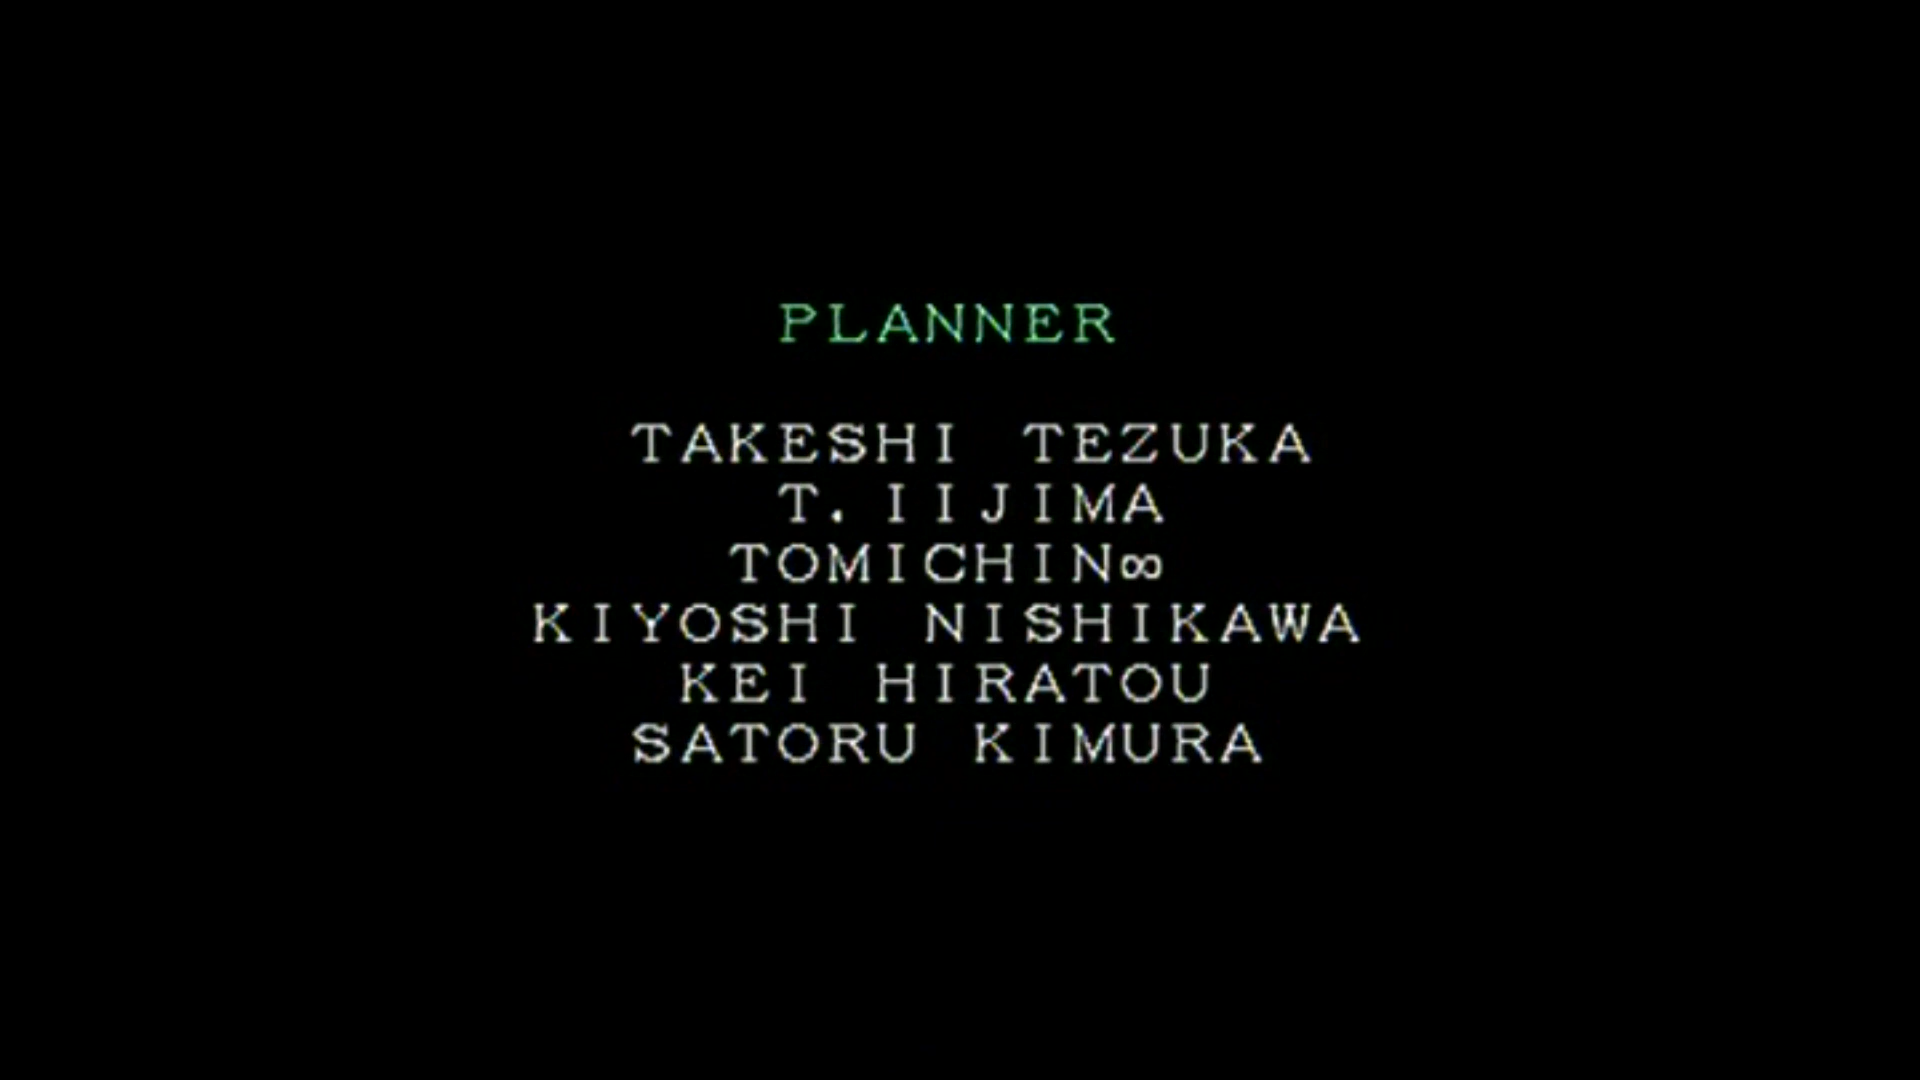 PLANNER
TAKESHI TEZUKA
T.IIJIMA
TOMICHIN∞
KIYOSHI NISHIKAWA
KEI HIRATOU
SATORU KIMURA